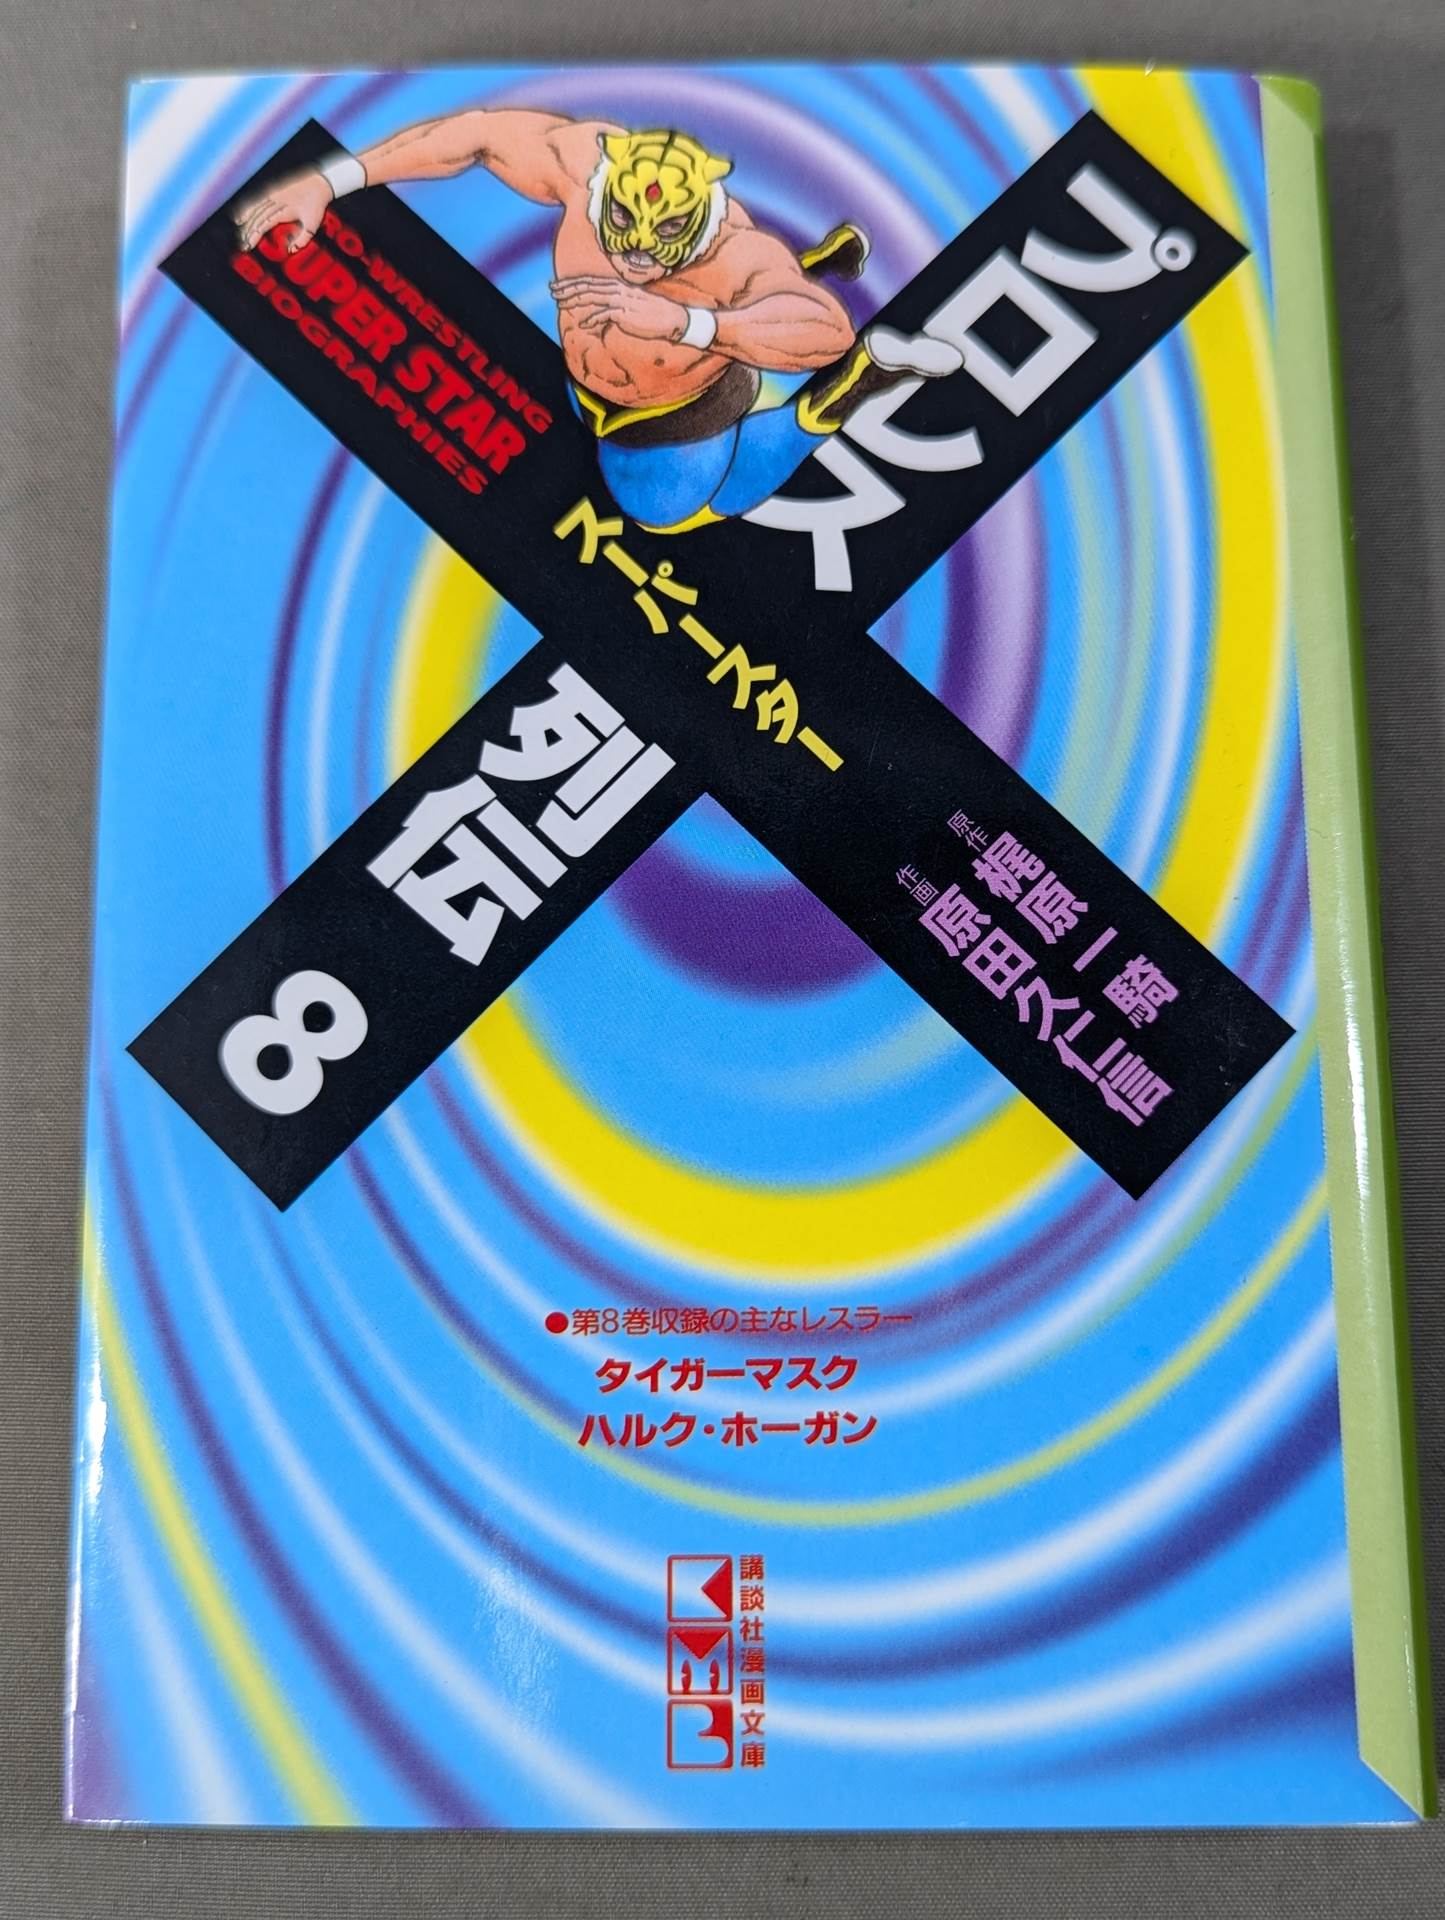 プロレス
スーパースター
列伝
8
PRO-WRESTLING
SUPER STAR
BIOGRAPHIES
原作
梶原一騎
作画
原田久仁信
●第8巻収録の主なレスラー
タイガーマスク
ハルク・ホーガン
KMB
講談社漫画文庫